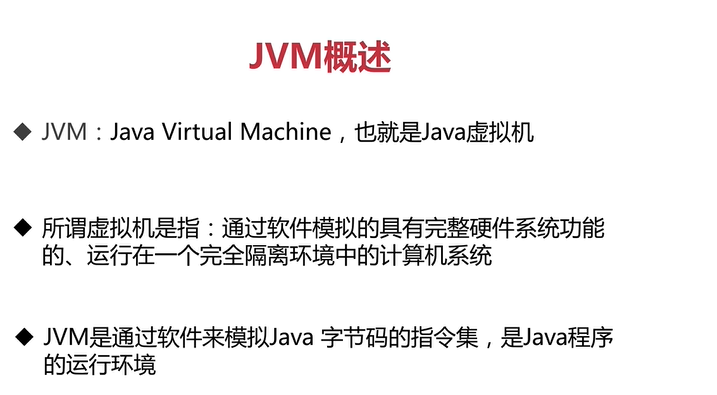 JVM概述
◆ JVM：Java Virtual Machine，也就是Java虚拟机
◆ 所谓虚拟机是指：通过软件模拟的具有完整硬件系统功能
的、运行在一个完全隔离环境中的计算机系统
◆ JVM是通过软件来模拟Java 字节码的指令集，是Java程序
的运行环境